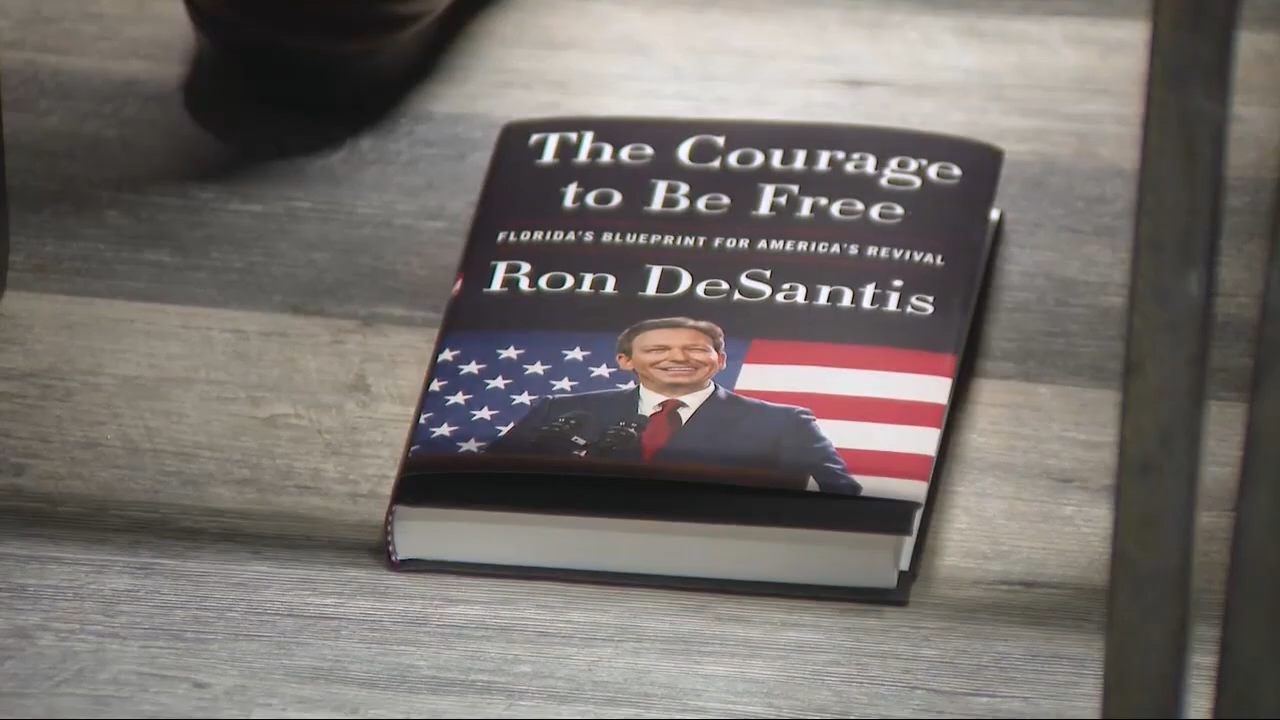 The Courage
to Be Free
FLORIDA'S BLUEPRINT FOR AMERICA'S REVIVAL
Ron DeSantis